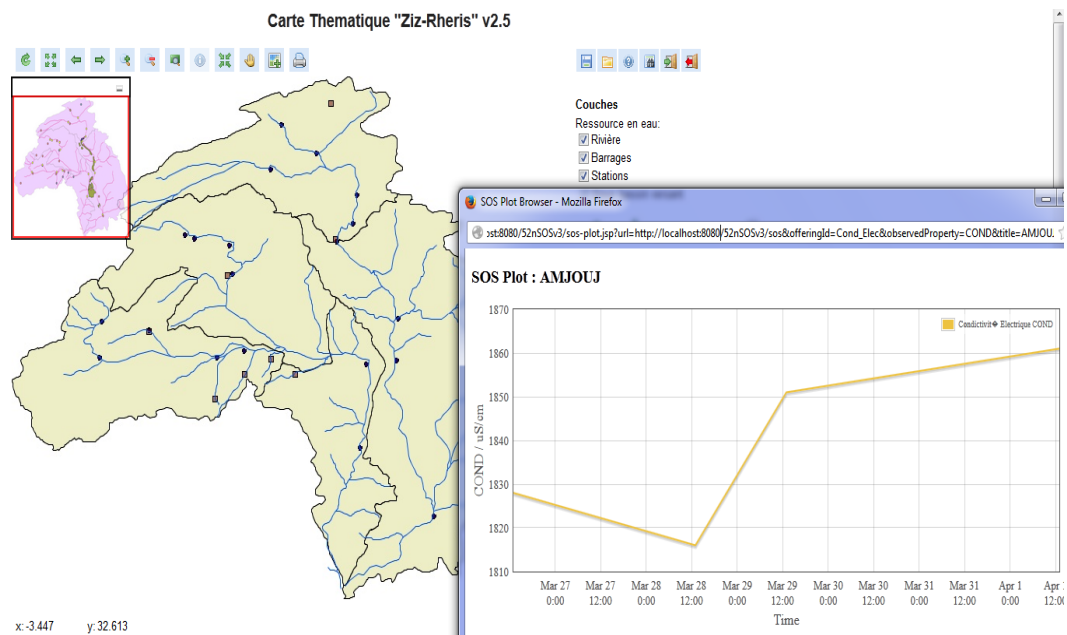 Carte Thematique "Ziz-Rheris" v2.5
Couches
Ressource en eau:
Rivière
Barrages
Stations
SOS Plot Browser - Mozilla Firefox
ost:8080/52nSOSv3/sos-plot.jsp?url=http://localhost:8080/52nSOSv3/sos&offeringId=Cond_Elec&observedProperty=COND&title=AMJOU.
SOS Plot : AMJOUJ
1870
1860
1850
1840
1830
1820
1810
COND / uS/cm
Condictivit� Electrique COND
Mar 27 Mar 27 Mar 28 Mar 28 Mar 29 Mar 29 Mar 30 Mar 30 Mar 31 Mar 31 Apr 1 Apr
0:00 12:00 0:00 12:00 0:00 12:00 0:00 12:00 0:00 12:00 0:00 12:00
Time
x: -3.447 y: 32.613